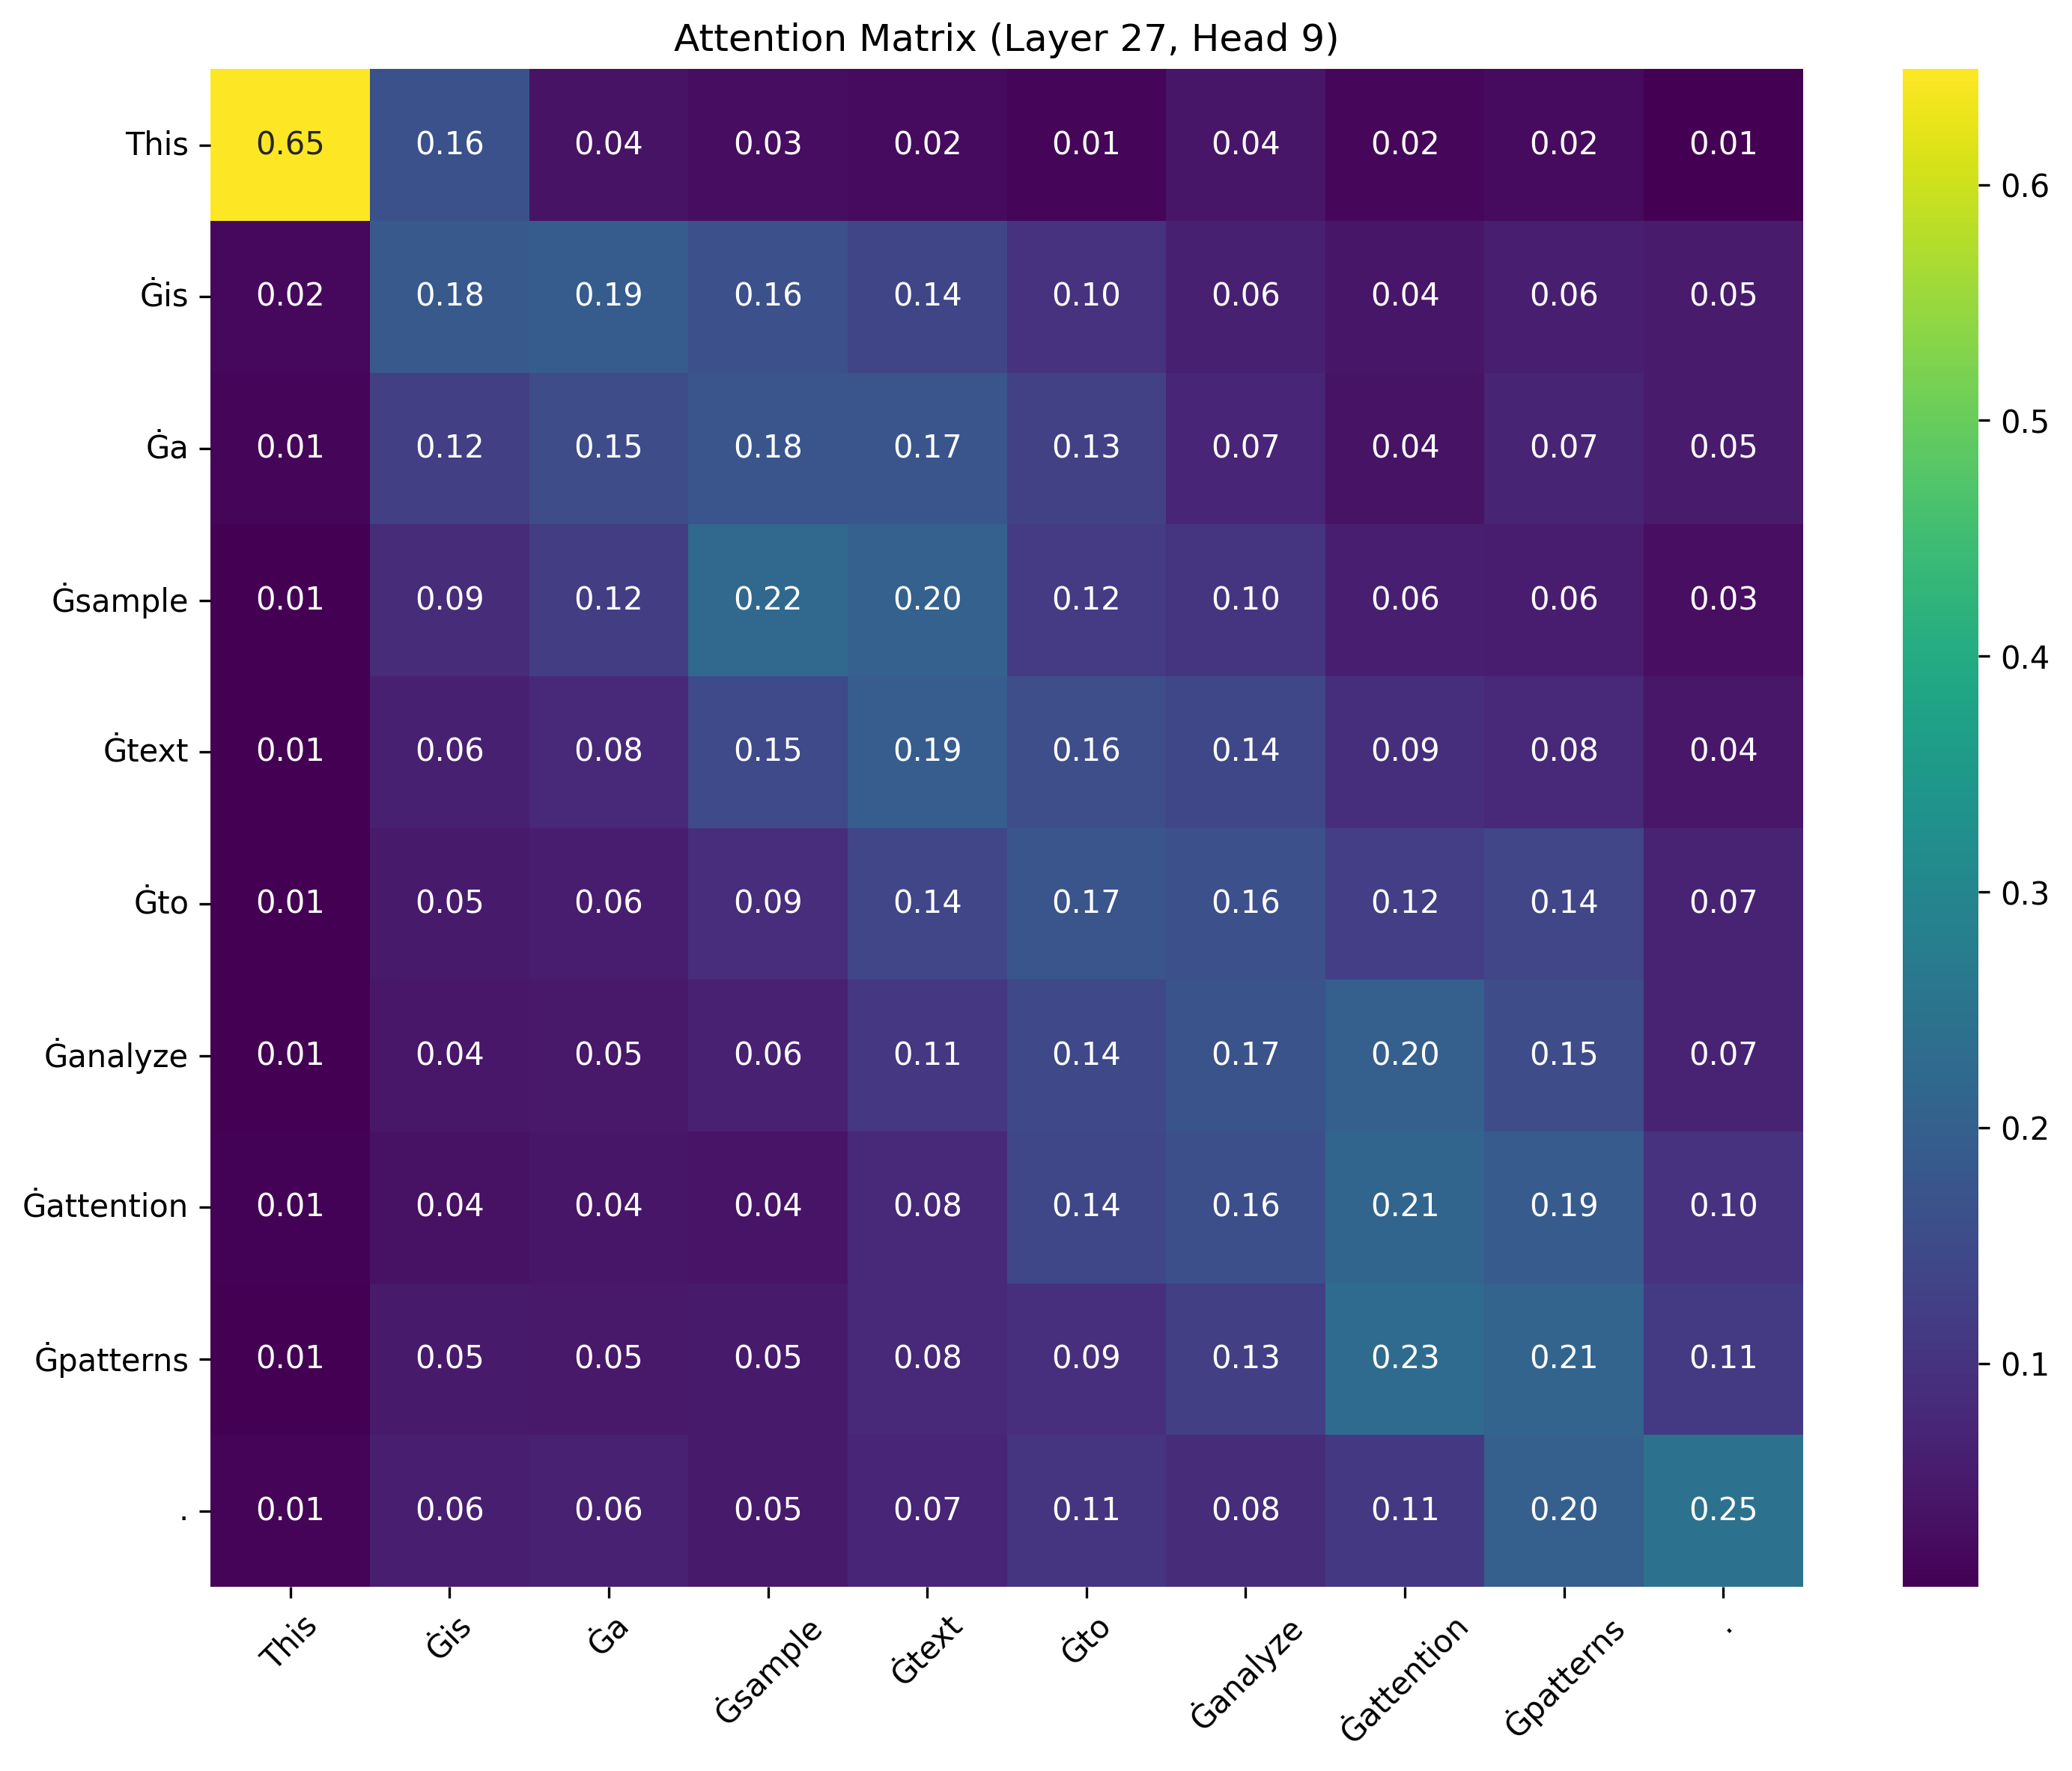 Attention Matrix (Layer 27, Head 9)
This 0.65 0.16 0.04 0.03 0.02 0.01 0.04 0.02 0.02 0.01
Ġis 0.02 0.18 0.19 0.16 0.14 0.10 0.06 0.04 0.06 0.05
Ġa 0.01 0.12 0.15 0.18 0.17 0.13 0.07 0.04 0.07 0.05
Ġsample 0.01 0.09 0.12 0.22 0.20 0.12 0.10 0.06 0.06 0.03
Ġtext 0.01 0.06 0.08 0.15 0.19 0.16 0.14 0.09 0.08 0.04
Ġto 0.01 0.05 0.06 0.09 0.14 0.17 0.16 0.12 0.14 0.07
Ġanalyze 0.01 0.04 0.05 0.06 0.11 0.14 0.17 0.20 0.15 0.07
Ġattention 0.01 0.04 0.04 0.04 0.08 0.14 0.16 0.21 0.19 0.10
Ġpatterns 0.01 0.05 0.05 0.05 0.08 0.09 0.13 0.23 0.21 0.11
. 0.01 0.06 0.06 0.05 0.07 0.11 0.08 0.11 0.20 0.25
This Ġis Ġa Ġsample Ġtext Ġto Ġanalyze Ġattention Ġpatterns .
0.6
0.5
0.4
0.3
0.2
0.1